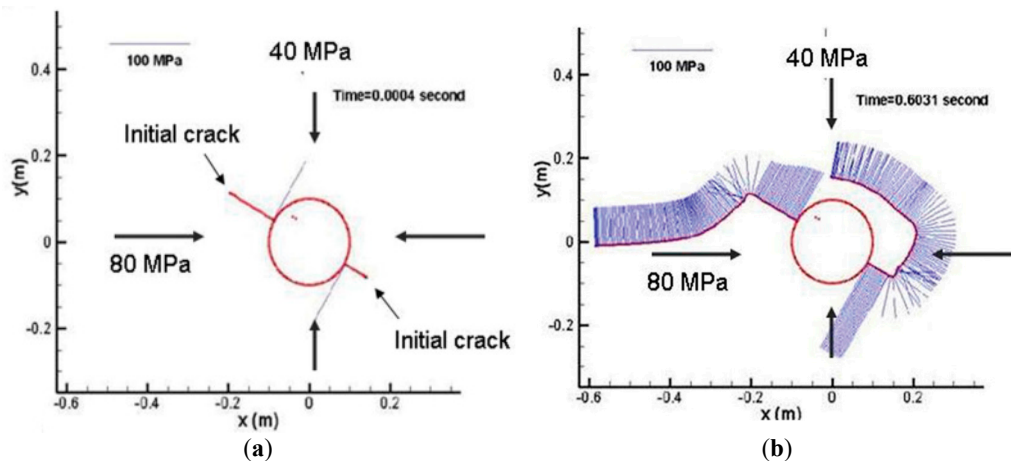 100 MPa
40 MPa
Time=0.0004 second
Initial crack
80 MPa
Initial crack
y(m)
0.4
0.2
0
-0.2
-0.6
-0.4
-0.2
0
0.2
x (m)
(a)
100 MPa
40 MPa
Time=0.6031 second
80 MPa
y(m)
0.4
0.2
0
-0.2
-0.6
-0.4
-0.2
0
0.2
x (m)
(b)